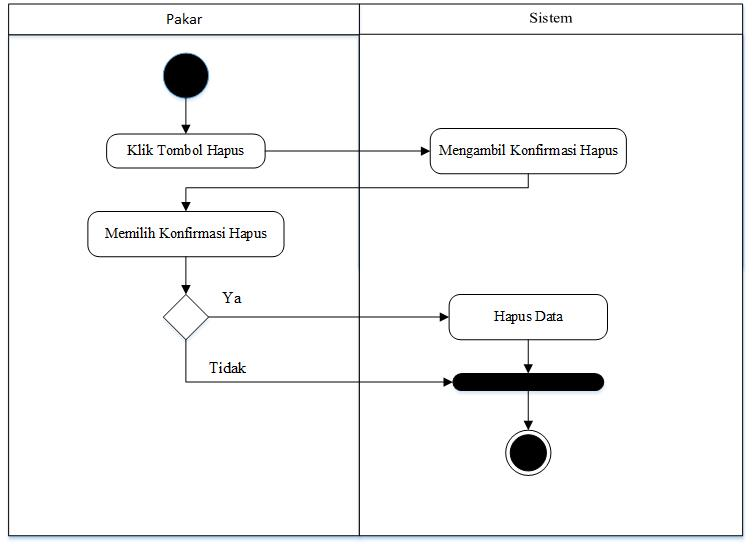 Pakar
Sistem
Klik Tombol Hapus
Mengambil Konfirmasi Hapus
Memilih Konfirmasi Hapus
Ya
Hapus Data
Tidak